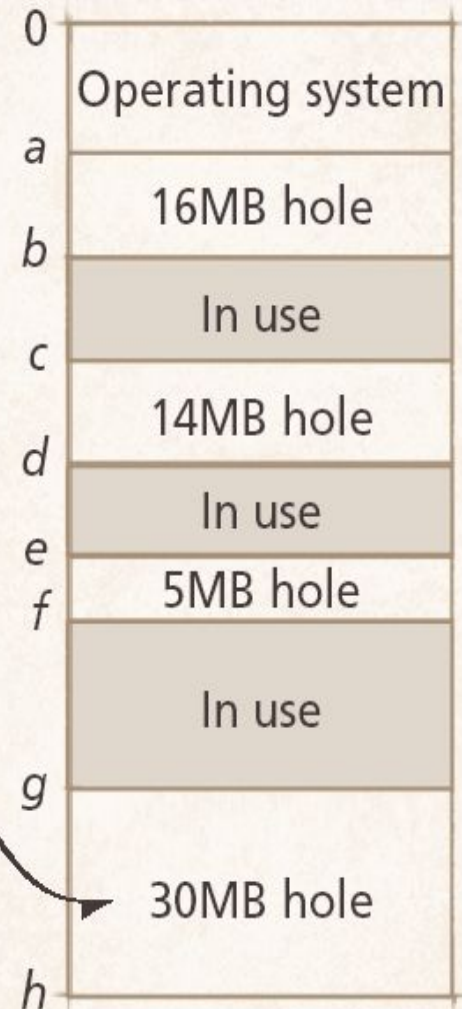 0
Operating system
a
16MB hole
b
In use
c
14MB hole
d
In use
e
5MB hole
f
In use
g
30MB hole
h